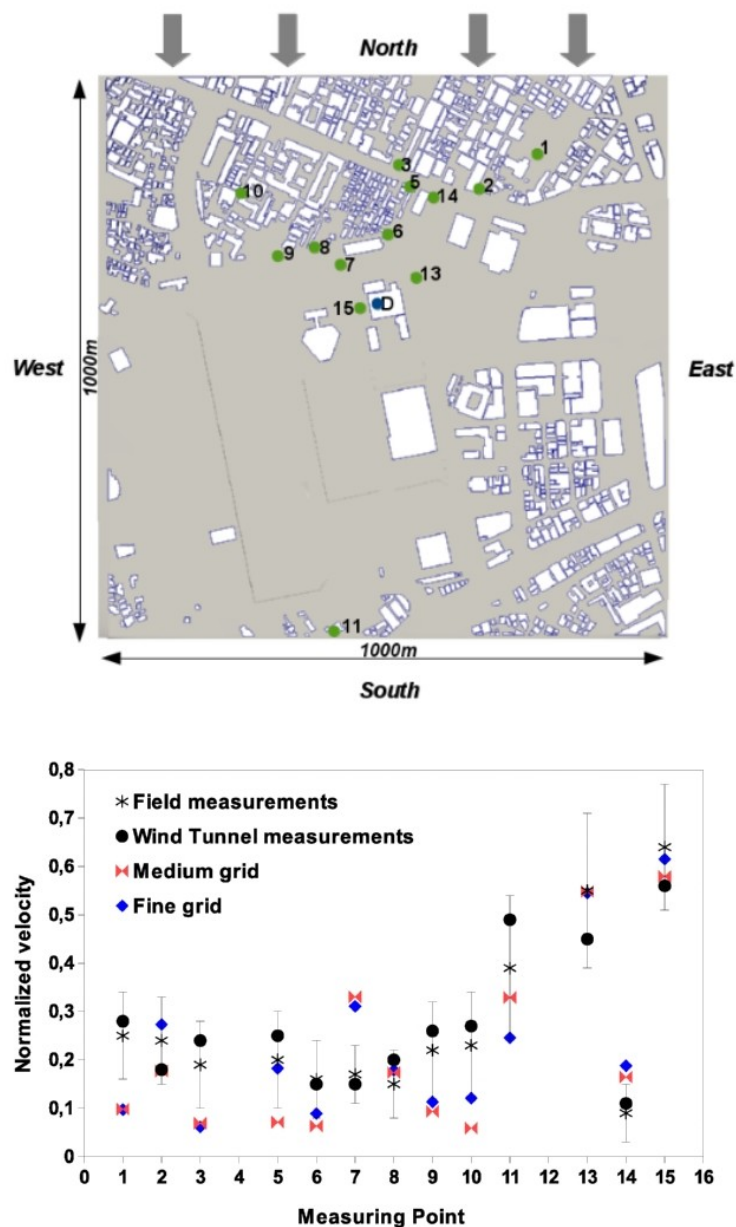 North
1
3
5
2
14
10
6
8
9
7
13
15
D
West
1000m
East
11
1000m
South
0,8
0,7
0,6
0,5
0,4
0,3
0,2
0,1
0
Normalized velocity
Field measurements
Wind Tunnel measurements
Medium grid
Fine grid
0 1 2 3 4 5 6 7 8 9 10 11 12 13 14 15 16
Measuring Point